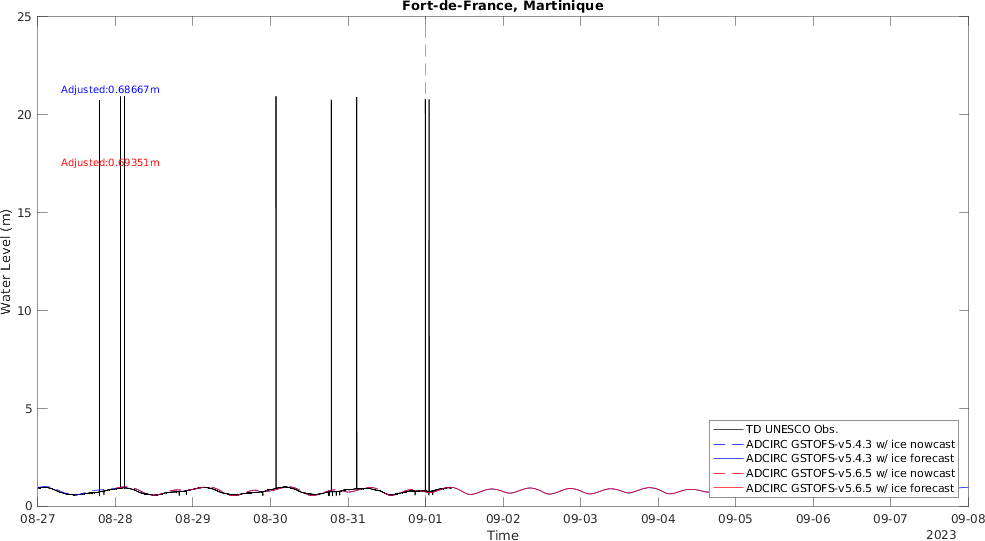 Fort-de-France, Martinique
25
20
15
10
5
0
Water Level (m)
Adjusted:0.68667m
Adjusted:0.69351m
TD UNESCO Obs.
ADCIRC GSTOFS-v5.4.3 w/ ice nowcast
ADCIRC GSTOFS-v5.4.3 w/ ice forecast
ADCIRC GSTOFS-v5.6.5 w/ ice nowcast
ADCIRC GSTOFS-v5.6.5 w/ ice forecast
08-27 08-28 08-29 08-30 08-31 09-01 09-02 09-03 09-04 09-05 09-06 09-07 09-08
Time
2023